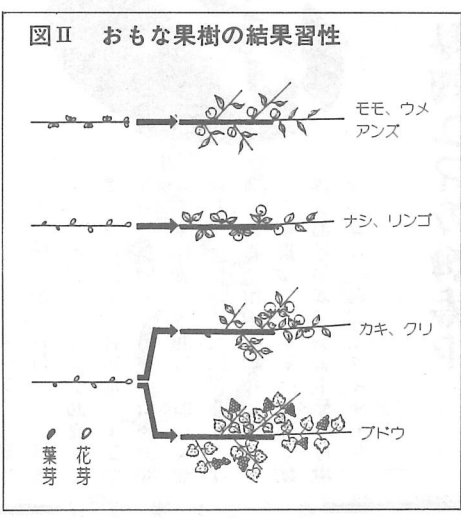 図Ⅱ　おもな果樹の結果習性
モモ、ウメ
アンズ
ナシ、リンゴ
カキ、クリ
ブドウ
葉芽
花芽